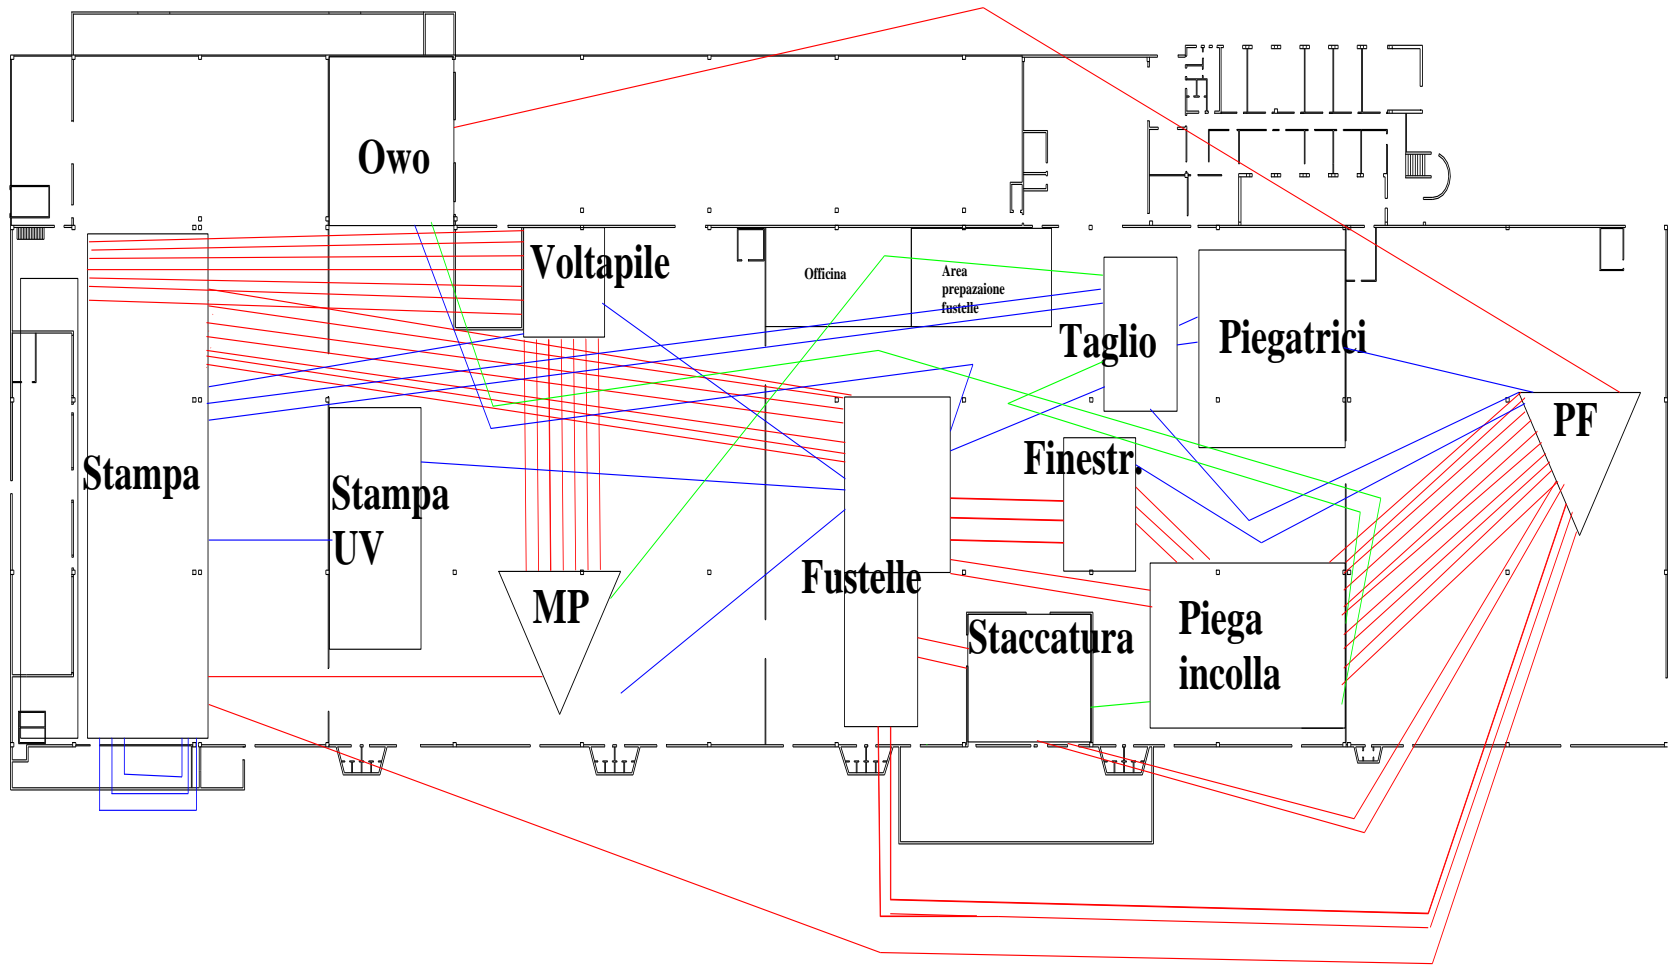 Owo
Voltapile
Officina
Area
prepazaione
fustelle
Taglio
Piegatrici
PF
Stampa
Stampa
UV
Finestr.
MP
Fustelle
Staccatura
Piega
incolla